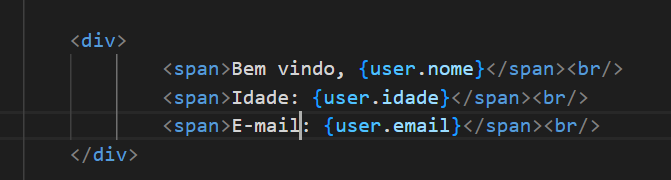 <div>
<span>Bem vindo, {user.nome}</span><br/>
<span>Idade: {user.idade}</span><br/>
<span>E-mail: {user.email}</span><br/>
</div>